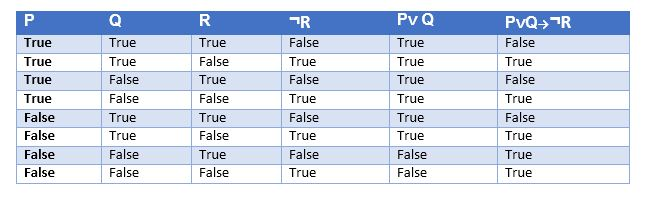 P Q R ¬R P∨ Q P∨Q→¬R
True True True False True False
True True False True True True
True False True False True False
True False False True True True
False True True False True False
False True False True True True
False False True False False True
False False False True False True